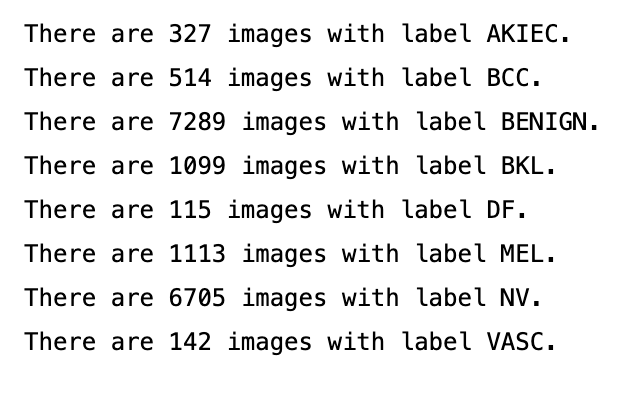 There are 327 images with label AKIEC.
There are 514 images with label BCC.
There are 7289 images with label BENIGN.
There are 1099 images with label BKL.
There are 115 images with label DF.
There are 1113 images with label MEL.
There are 6705 images with label NV.
There are 142 images with label VASC.